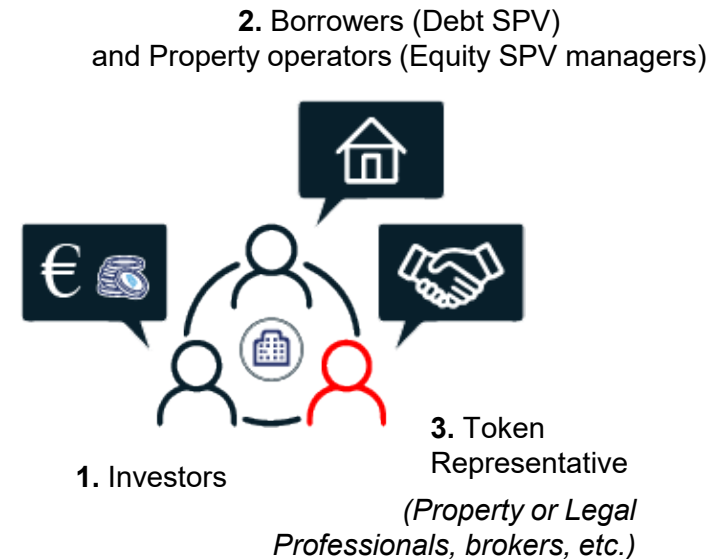 2. Borrowers (Debt SPV)
and Property operators (Equity SPV managers)
€
1. Investors
3. Token
Representative
(Property or Legal
Professionals, brokers, etc.)